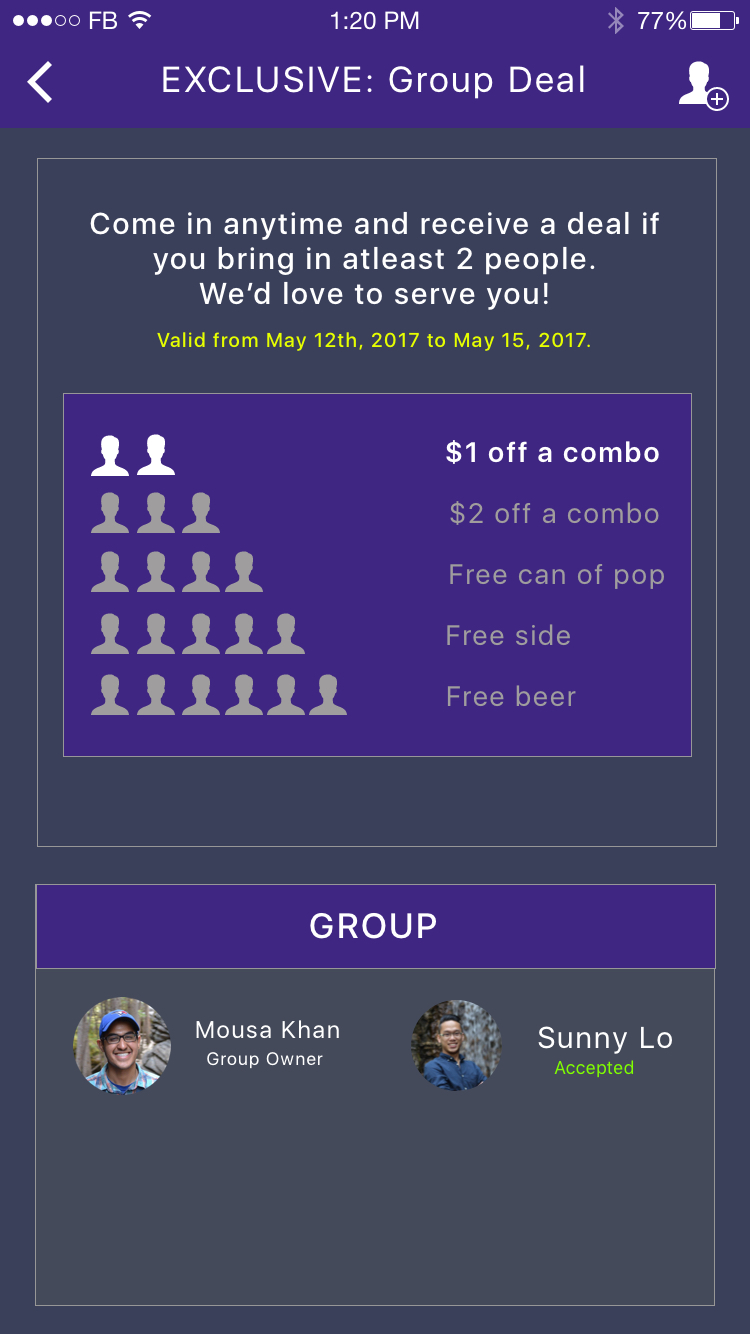 FB 1:20 PM 77%
EXCLUSIVE: Group Deal
Come in anytime and receive a deal if
you bring in atleast 2 people.
We’d love to serve you!
Valid from May 12th, 2017 to May 15, 2017.
$1 off a combo
$2 off a combo
Free can of pop
Free side
Free beer
GROUP
Mousa Khan
Group Owner
Sunny Lo
Accepted